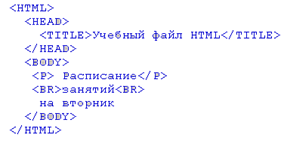 <HTML>
<HEAD>
<TITLE>Учебный файл HTML</TITLE>
</HEAD>
<BODY>
<P> Расписание</P>
<BR>занятий<BR>
на вторник
</BODY>
</HTML>